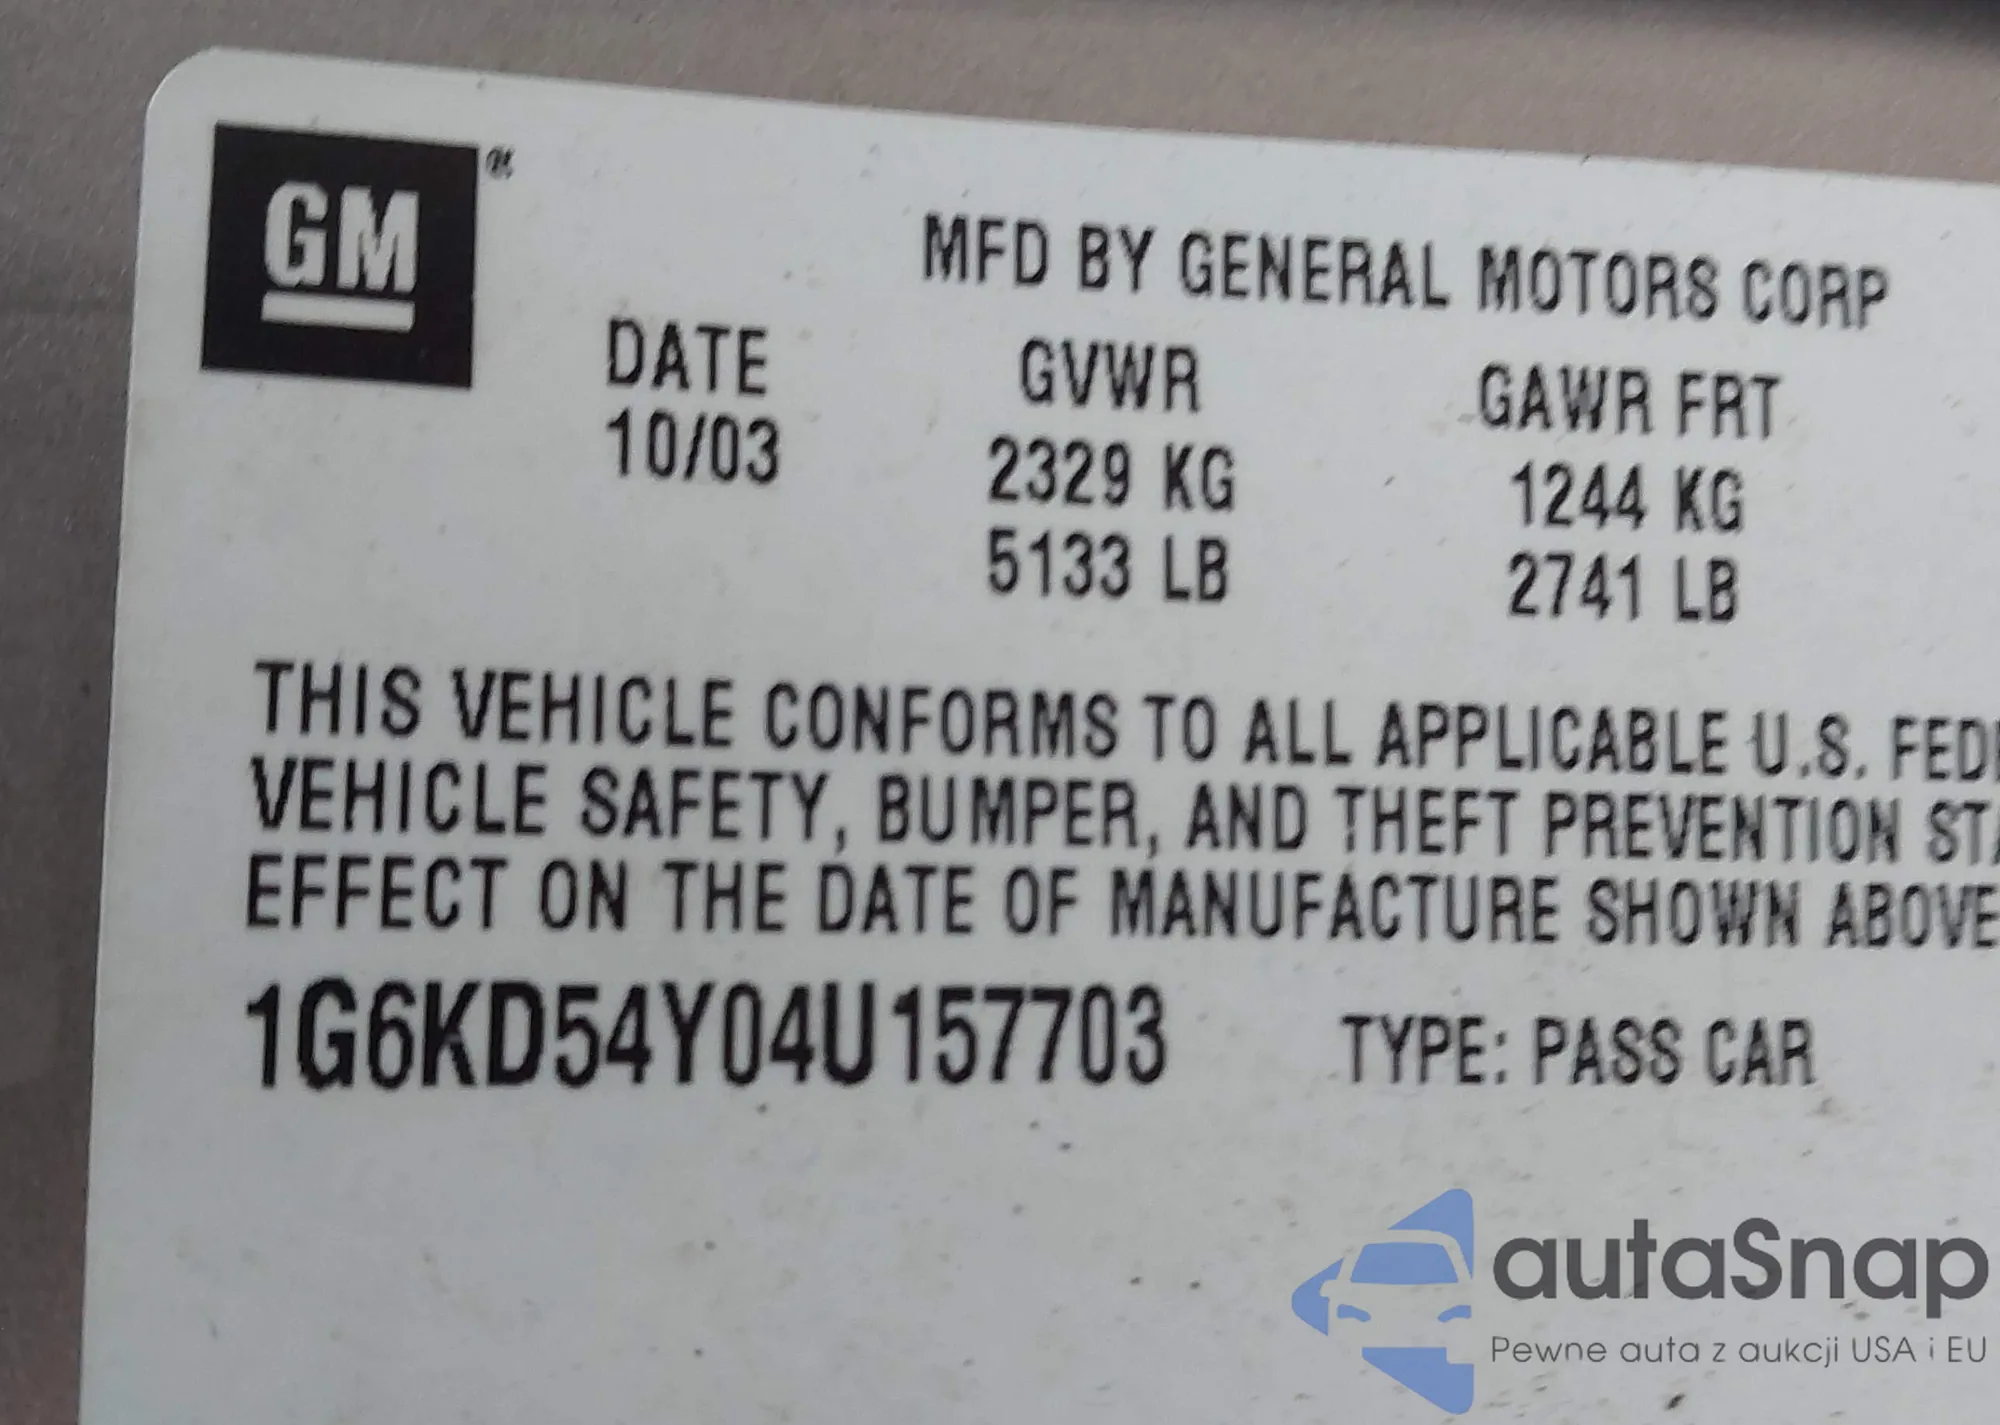 GM®
MFD BY GENERAL MOTORS CORP
DATE GVWR GAWR FRT
10/03 2329 KG 1244 KG
5133 LB 2741 LB
THIS VEHICLE CONFORMS TO ALL APPLICABLE U.S. FEDE
VEHICLE SAFETY, BUMPER, AND THEFT PREVENTION STA
EFFECT ON THE DATE OF MANUFACTURE SHOWN ABOVE
1G6KD54Y04U157703 TYPE: PASS CAR
autaSnap
Pewne auta z aukcji USA i EU